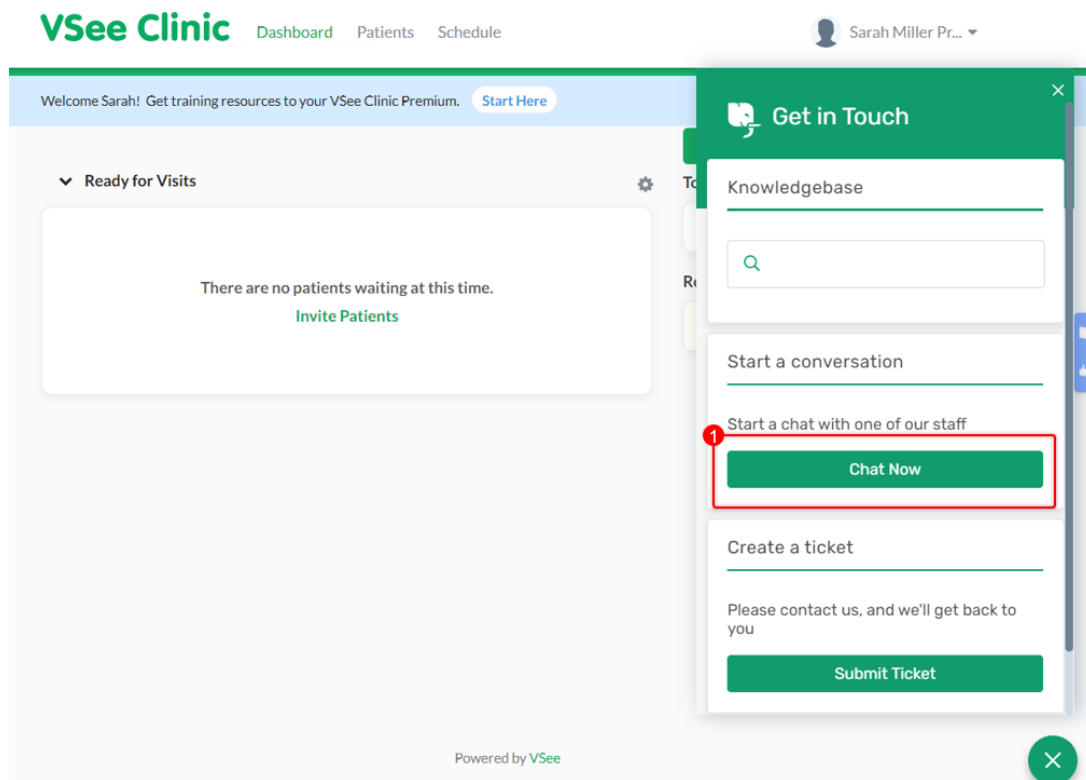 VSee Clinic Dashboard Patients Schedule Sarah Miller Pr...
Welcome Sarah! Get training resources to your VSee Clinic Premium. Start Here
Ready for Visits
There are no patients waiting at this time.
Invite Patients
Get in Touch
Knowledgebase
Start a conversation
Start a chat with one of our staff
1
Chat Now
Create a ticket
Please contact us, and we'll get back to
you
Submit Ticket
Powered by VSee